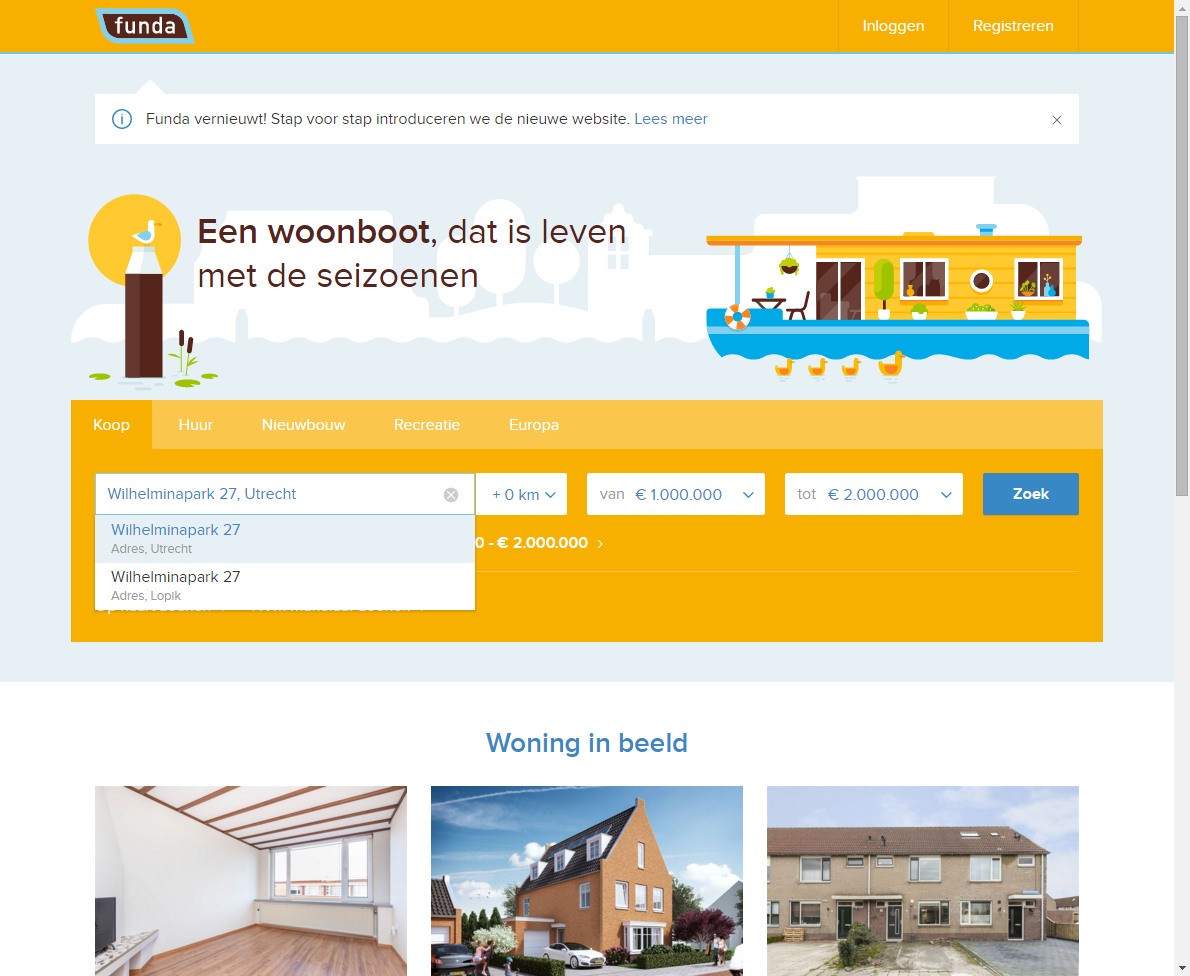 funda
Inloggen
Registreren
Funda vernieuwt! Stap voor stap introduceren we de nieuwe website. Lees meer
Een woonboot, dat is leven
met de seizoenen
Koop
Huur
Nieuwbouw
Recreatie
Europa
Wilhelminapark 27, Utrecht
+ 0 km
van € 1.000.000
tot € 2.000.000
Zoek
Wilhelminapark 27
Adres, Utrecht
0 - € 2.000.000
Wilhelminapark 27
Adres, Lopik
Woning in beeld